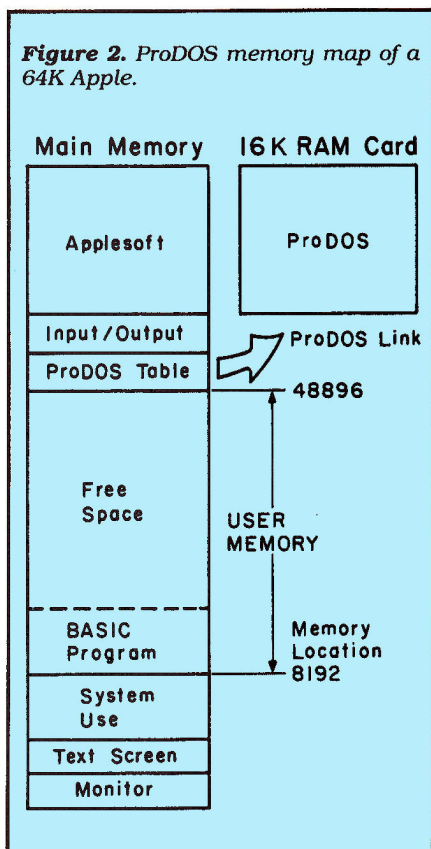 Figure 2. ProDOS memory map of a
64K Apple.
Main Memory
16K RAM Card
Applesoft
ProDOS
Input/Output
ProDOS Link
ProDOS Table
48896
Free
Space
USER
MEMORY
BASIC
Program
Memory
Location
8192
System
Use
Text Screen
Monitor